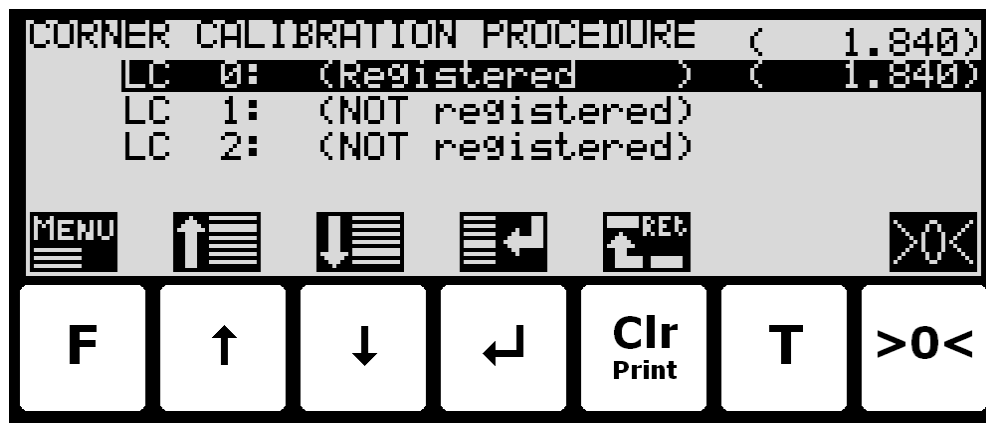 CORNER CALIBRATION PROCEDURE ( 1.840)
LC 0: (Registered ) ( 1.840)
LC 1: (NOT registered)
LC 2: (NOT registered)
MENU RET >0<
F ↑ ↓ ↵ Clr Print T >0<